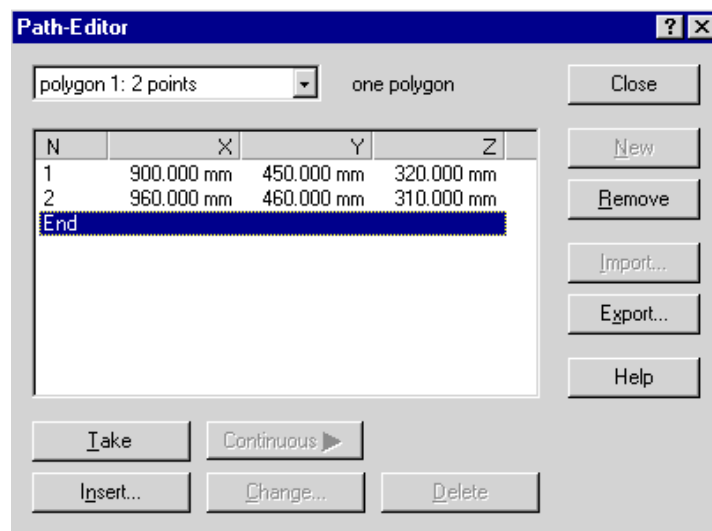 Path-Editor
polygon 1: 2 points one polygon Close
N X Y Z New
1 900.000 mm 450.000 mm 320.000 mm
2 960.000 mm 460.000 mm 310.000 mm Remove
End
Import...
Export...
Help
Take Continuous
Insert... Change... Delete